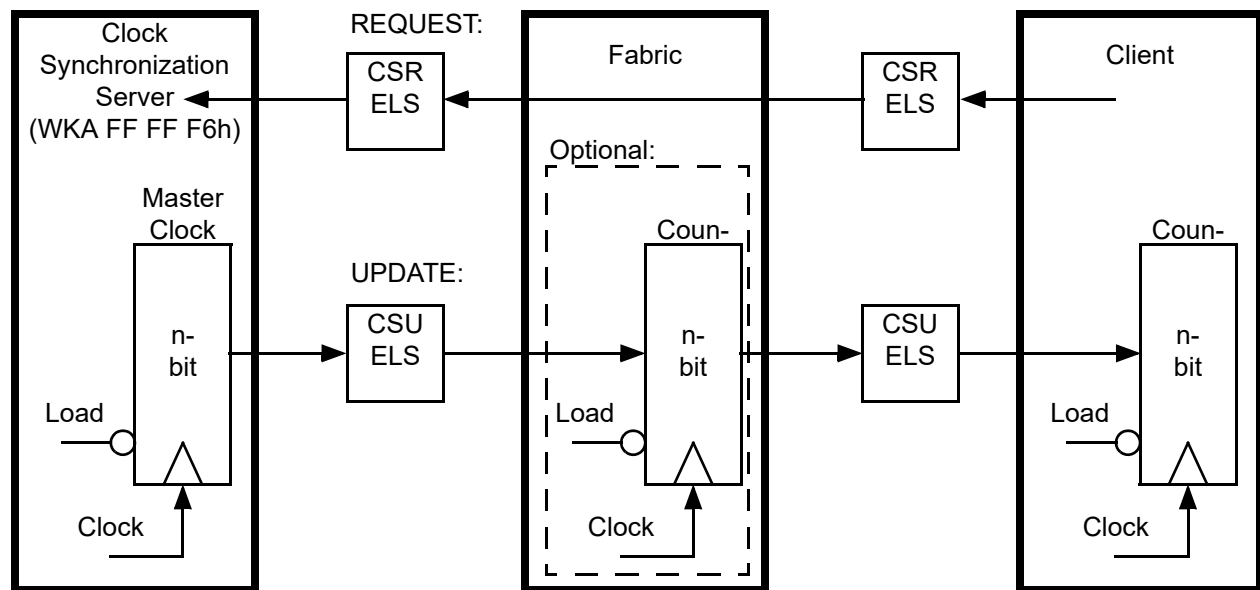 Clock
Synchronization
Server
(WKA FF FF F6h)
REQUEST:
CSR
ELS
Fabric
CSR
ELS
Client
Optional:
Master
Clock
n-
bit
Load
Clock
UPDATE:
CSU
ELS
Coun-
n-
bit
Load
Clock
CSU
ELS
Coun-
n-
bit
Load
Clock